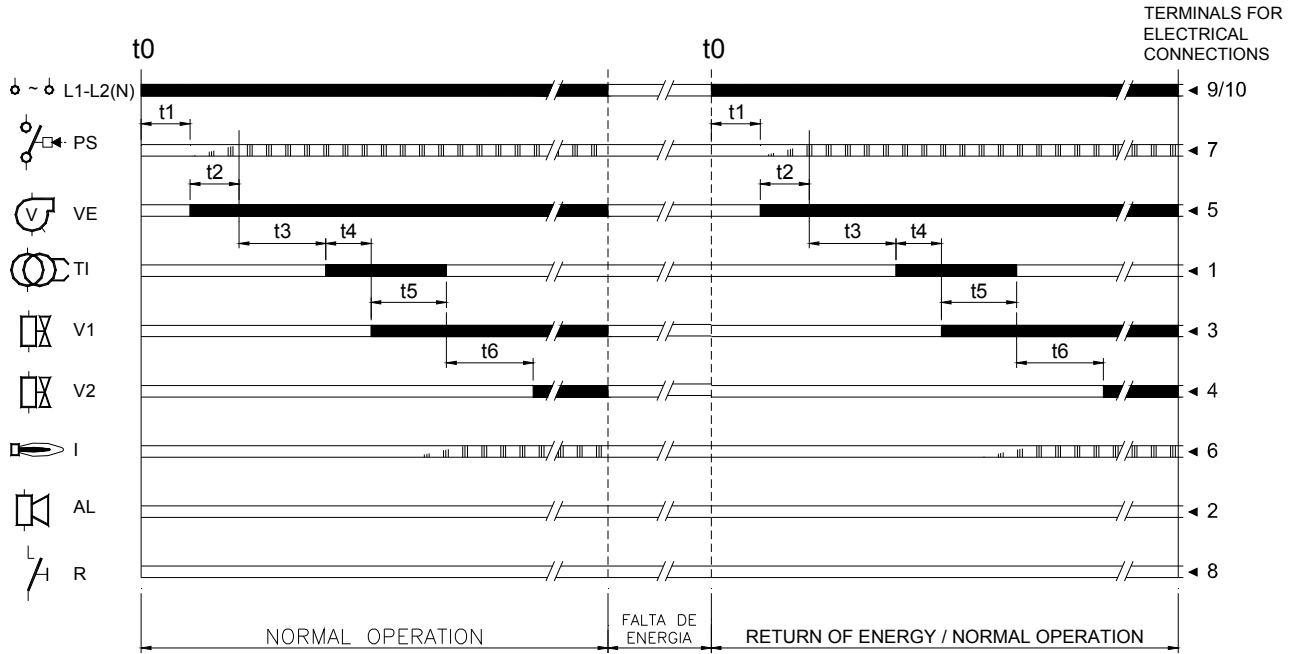 TERMINALS FOR
ELECTRICAL
CONNECTIONS
t0 t0
~ L1-L2(N) 9/10
t1 t1
PS 7
t2 t2
V VE 5
t3 t4 t3 t4
TI 1
t5 t5
V1 3
t6 t6
V2 4
I 6
AL 2
L
R 8
NORMAL OPERATION
FALTA DE
ENERGIA
RETURN OF ENERGY / NORMAL OPERATION